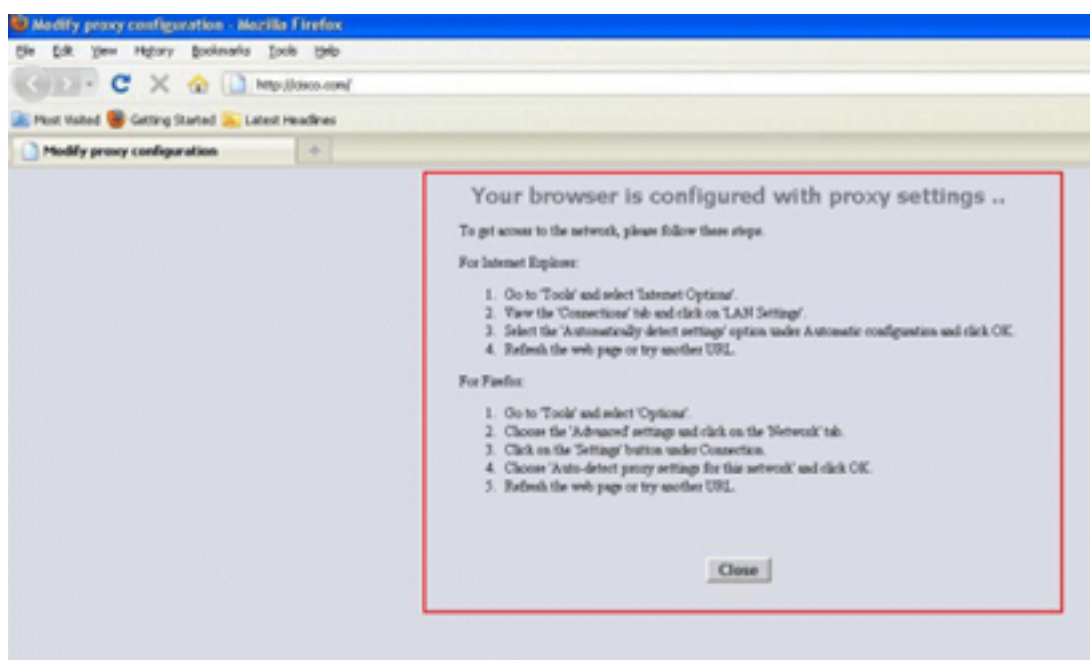 Modify proxy configuration - Mozilla Firefox
File Edit View History Bookmarks Tools Help
http://cisco.com/
Most Visited Getting Started Latest Headlines
Modify proxy configuration
Your browser is configured with proxy settings ..
To get access to the network, please follow these steps.
For Internet Explorer:
1. Go to 'Tools' and select 'Internet Options'.
2. View the 'Connections' tab and click on 'LAN Settings'.
3. Select the 'Automatically detect settings' option under Automatic configuration and click OK.
4. Refresh the web page or try another URL.
For Firefox:
1. Go to 'Tools' and select 'Options'.
2. Choose the 'Advanced' settings and click on the 'Network' tab.
3. Click on the 'Settings' button under Connection.
4. Choose 'Auto-detect proxy settings for this network' and click OK.
5. Refresh the web page or try another URL.
Close